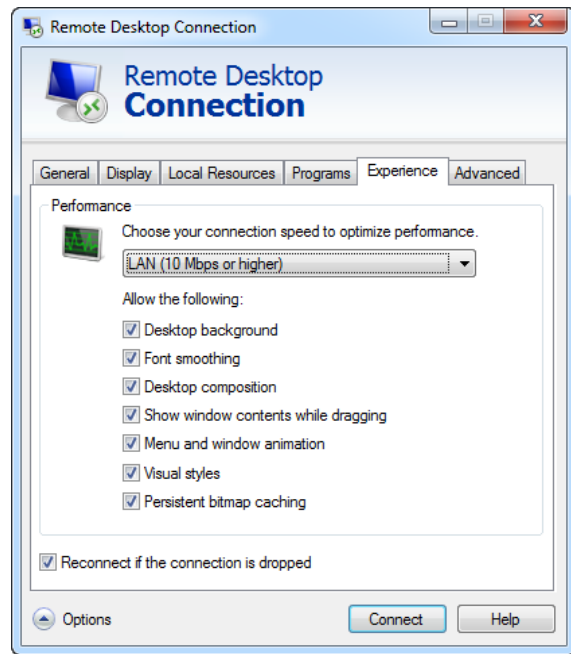 Remote Desktop Connection
Remote Desktop
Connection
General Display Local Resources Programs Experience Advanced
Performance
Choose your connection speed to optimize performance.
LAN (10 Mbps or higher)
Allow the following:
Desktop background
Font smoothing
Desktop composition
Show window contents while dragging
Menu and window animation
Visual styles
Persistent bitmap caching
Reconnect if the connection is dropped
Options Connect Help